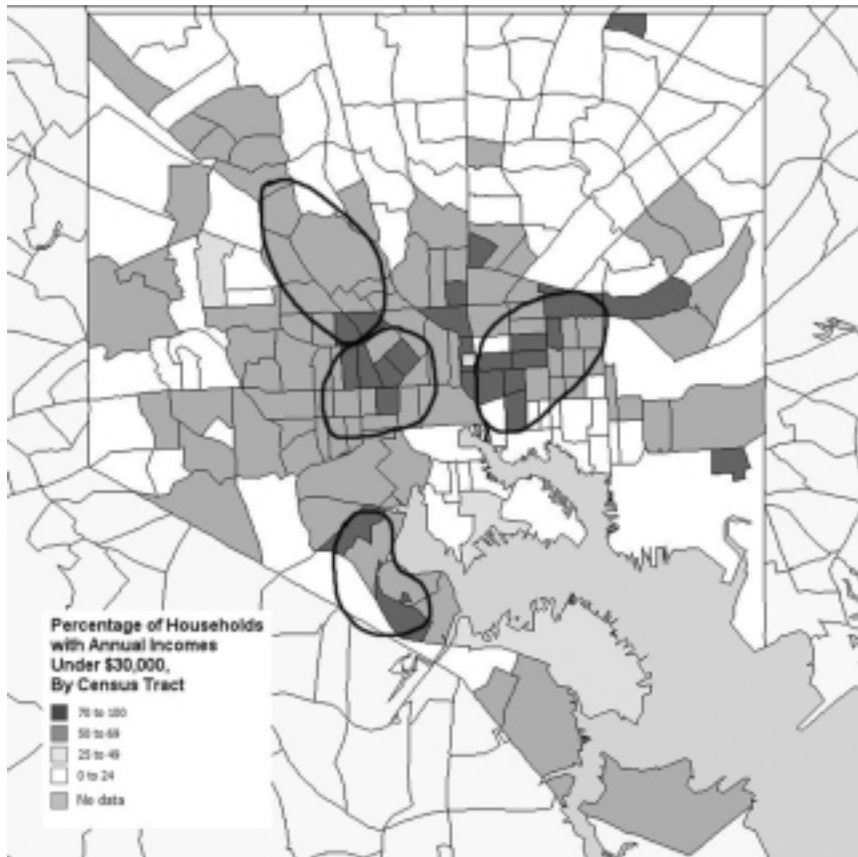 Percentage of Households
with Annual Incomes
Under $30,000,
By Census Tract
70 to 100
50 to 69
25 to 49
0 to 24
No data